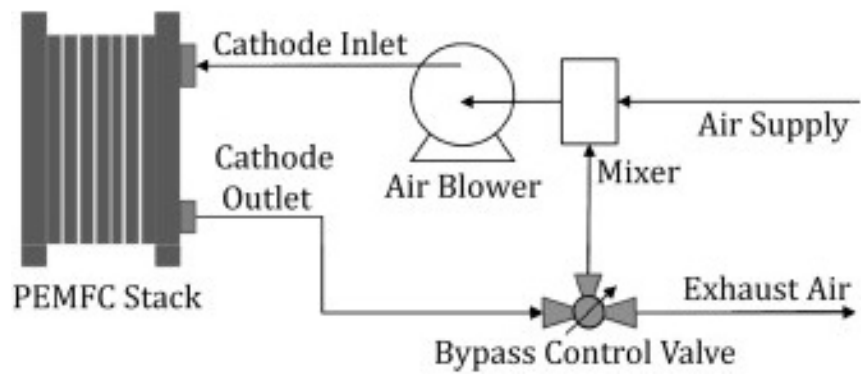 Cathode Inlet
Air Supply
Cathode
Outlet
Air Blower
Mixer
PEMFC Stack
Exhaust Air
Bypass Control Valve